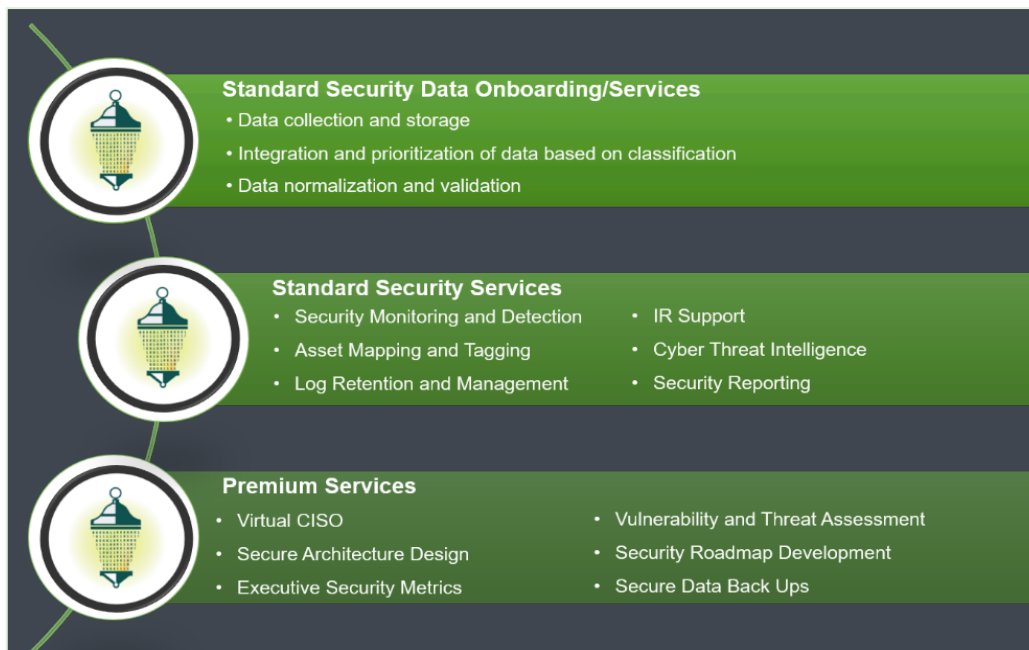 Standard Security Data Onboarding/Services
• Data collection and storage
• Integration and prioritization of data based on classification
• Data normalization and validation
Standard Security Services
• Security Monitoring and Detection
• Asset Mapping and Tagging
• Log Retention and Management
• IR Support
• Cyber Threat Intelligence
• Security Reporting
Premium Services
• Virtual CISO
• Secure Architecture Design
• Executive Security Metrics
• Vulnerability and Threat Assessment
• Security Roadmap Development
• Secure Data Back Ups